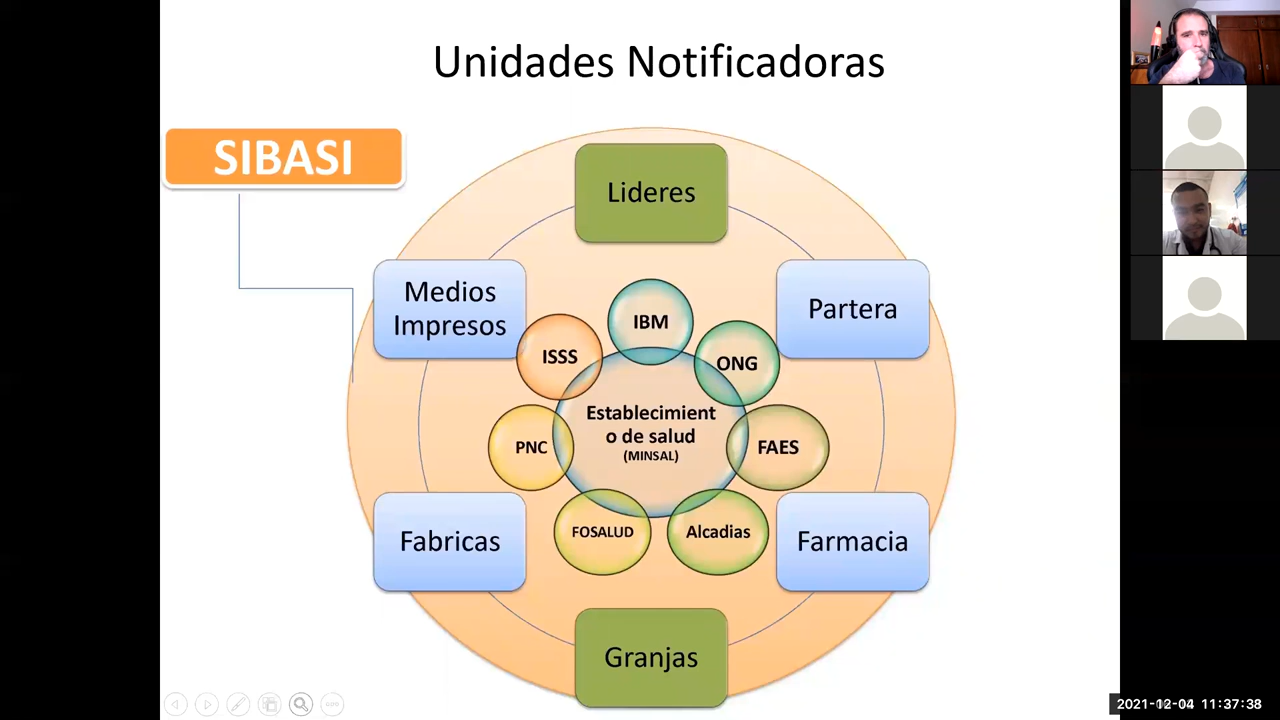 Unidades Notificadoras
SIBASI
Lideres
Medios
Impresos
Partera
IBM
ISSS
ONG
Establecimient
o de salud
(MINSAL)
PNC
FAES
FOSALUD
Alcadias
Fabricas
Farmacia
Granjas
2021-12-04 11:37:38